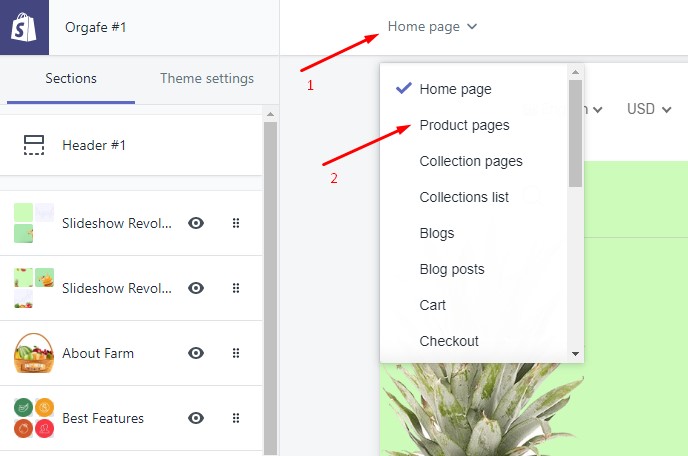 Orgafe #1
Home page
Sections
Theme settings
1
Home page
Product pages
USD
Header #1
Collection pages
2
Collections list
Slideshow Revol...
Blogs
Blog posts
Slideshow Revol...
Cart
Checkout
About Farm
Best Features